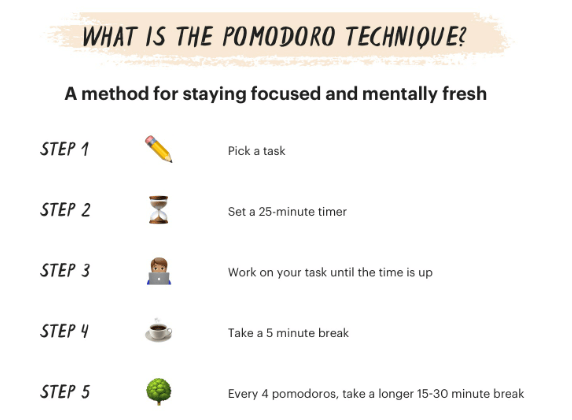 WHAT IS THE POMODORO TECHNIQUE?
A method for staying focused and mentally fresh
STEP 1 Pick a task
STEP 2 Set a 25-minute timer
STEP 3 Work on your task until the time is up
STEP 4 Take a 5 minute break
STEP 5 Every 4 pomodoros, take a longer 15-30 minute break